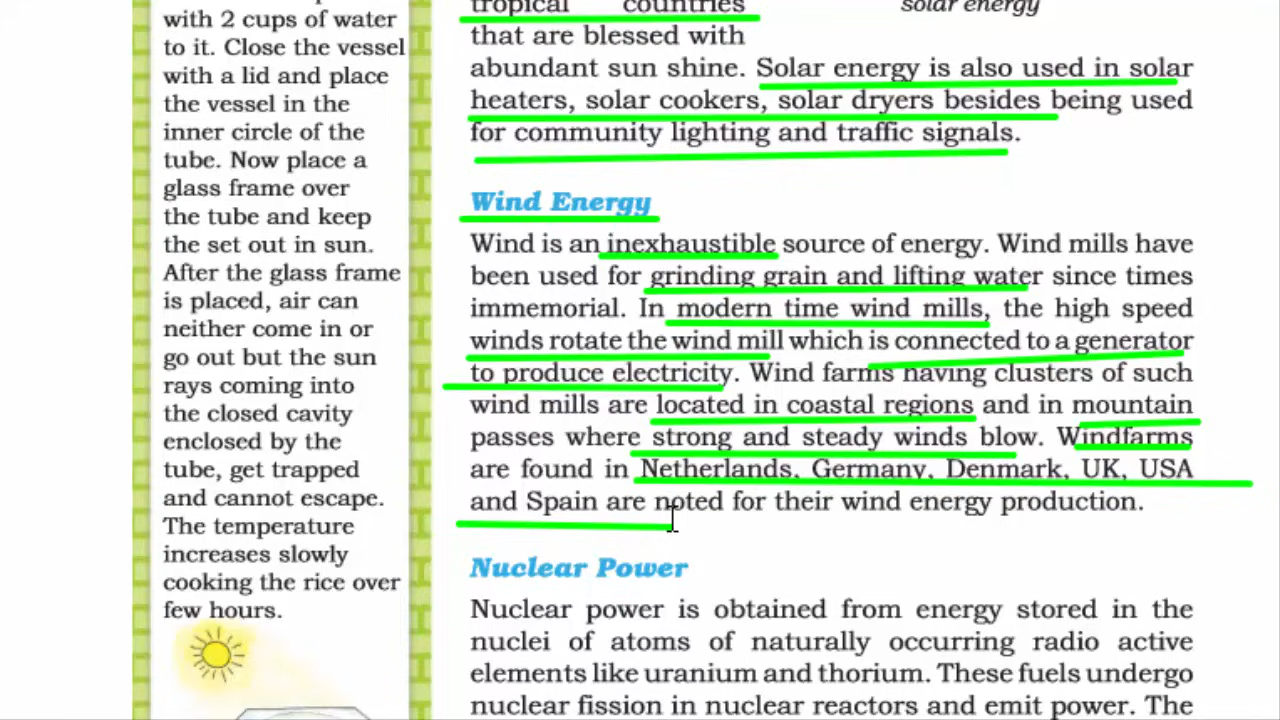 with 2 cups of water
to it. Close the vessel
with a lid and place
the vessel in the
inner circle of the
tube. Now place a
glass frame over
the tube and keep
the set out in sun.
After the glass frame
is placed, air can
neither come in or
go out but the sun
rays coming into
the closed cavity
enclosed by the
tube, get trapped
and cannot escape.
The temperature
increases slowly
cooking the rice over
few hours.
tropical countries
solar energy
that are blessed with
abundant sun shine. Solar energy is also used in solar
heaters, solar cookers, solar dryers besides being used
for community lighting and traffic signals.
Wind Energy
Wind is an inexhaustible source of energy. Wind mills have
been used for grinding grain and lifting water since times
immemorial. In modern time wind mills, the high speed
winds rotate the wind mill which is connected to a generator
to produce electricity. Wind farms having clusters of such
wind mills are located in coastal regions and in mountain
passes where strong and steady winds blow. Windfarms
are found in Netherlands, Germany, Denmark, UK, USA
and Spain are noted for their wind energy production.
Nuclear Power
Nuclear power is obtained from energy stored in the
nuclei of atoms of naturally occurring radio active
elements like uranium and thorium. These fuels undergo
nuclear fission in nuclear reactors and emit power. The